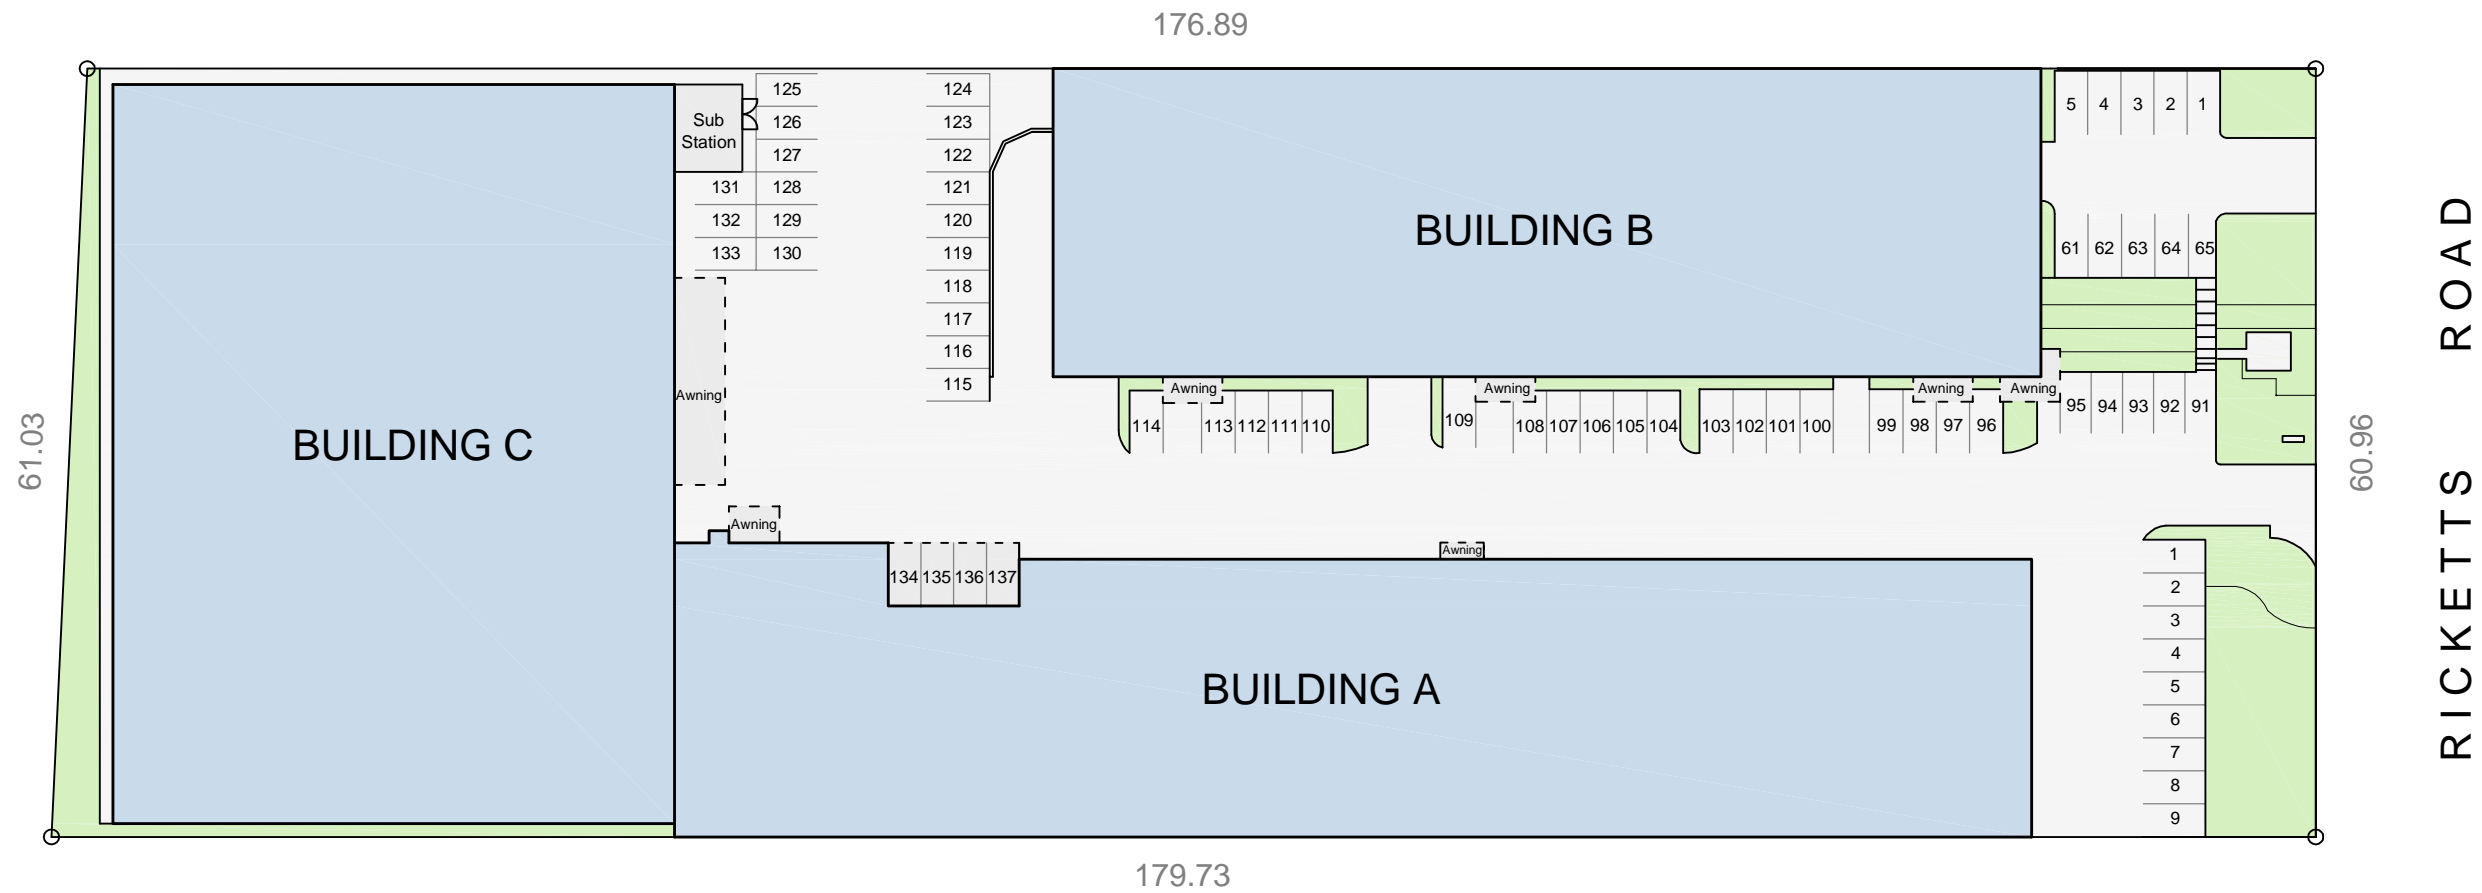 176.89
125
124
126
123
127
122
Sub
Station
131
128
121
132
129
120
133
130
119
118
117
116
115
5 4 3 2 1
61 62 63 64 65
BUILDING B
Awning
Awning
Awning
Awning
Awning
114 113 112 111 110
109 108 107 106 105 104 103 102 101 100
99 98 97 96
95 94 93 92 91
BUILDING C
61.03
60.96
RICKETTS ROAD
Awning
Awning
134 135 136 137
BUILDING A
1
2
3
4
5
6
7
8
9
179.73